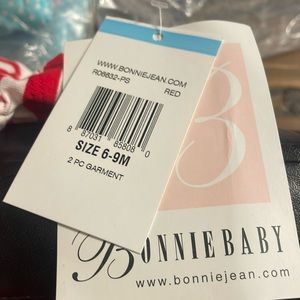 WWW.BONNIEJEAN.COM
R08832-PS RED
8 87031 85808 0
SIZE 6-9M
2 PC GARMENT
B
BONNIE BABY
www.bonniejean.com